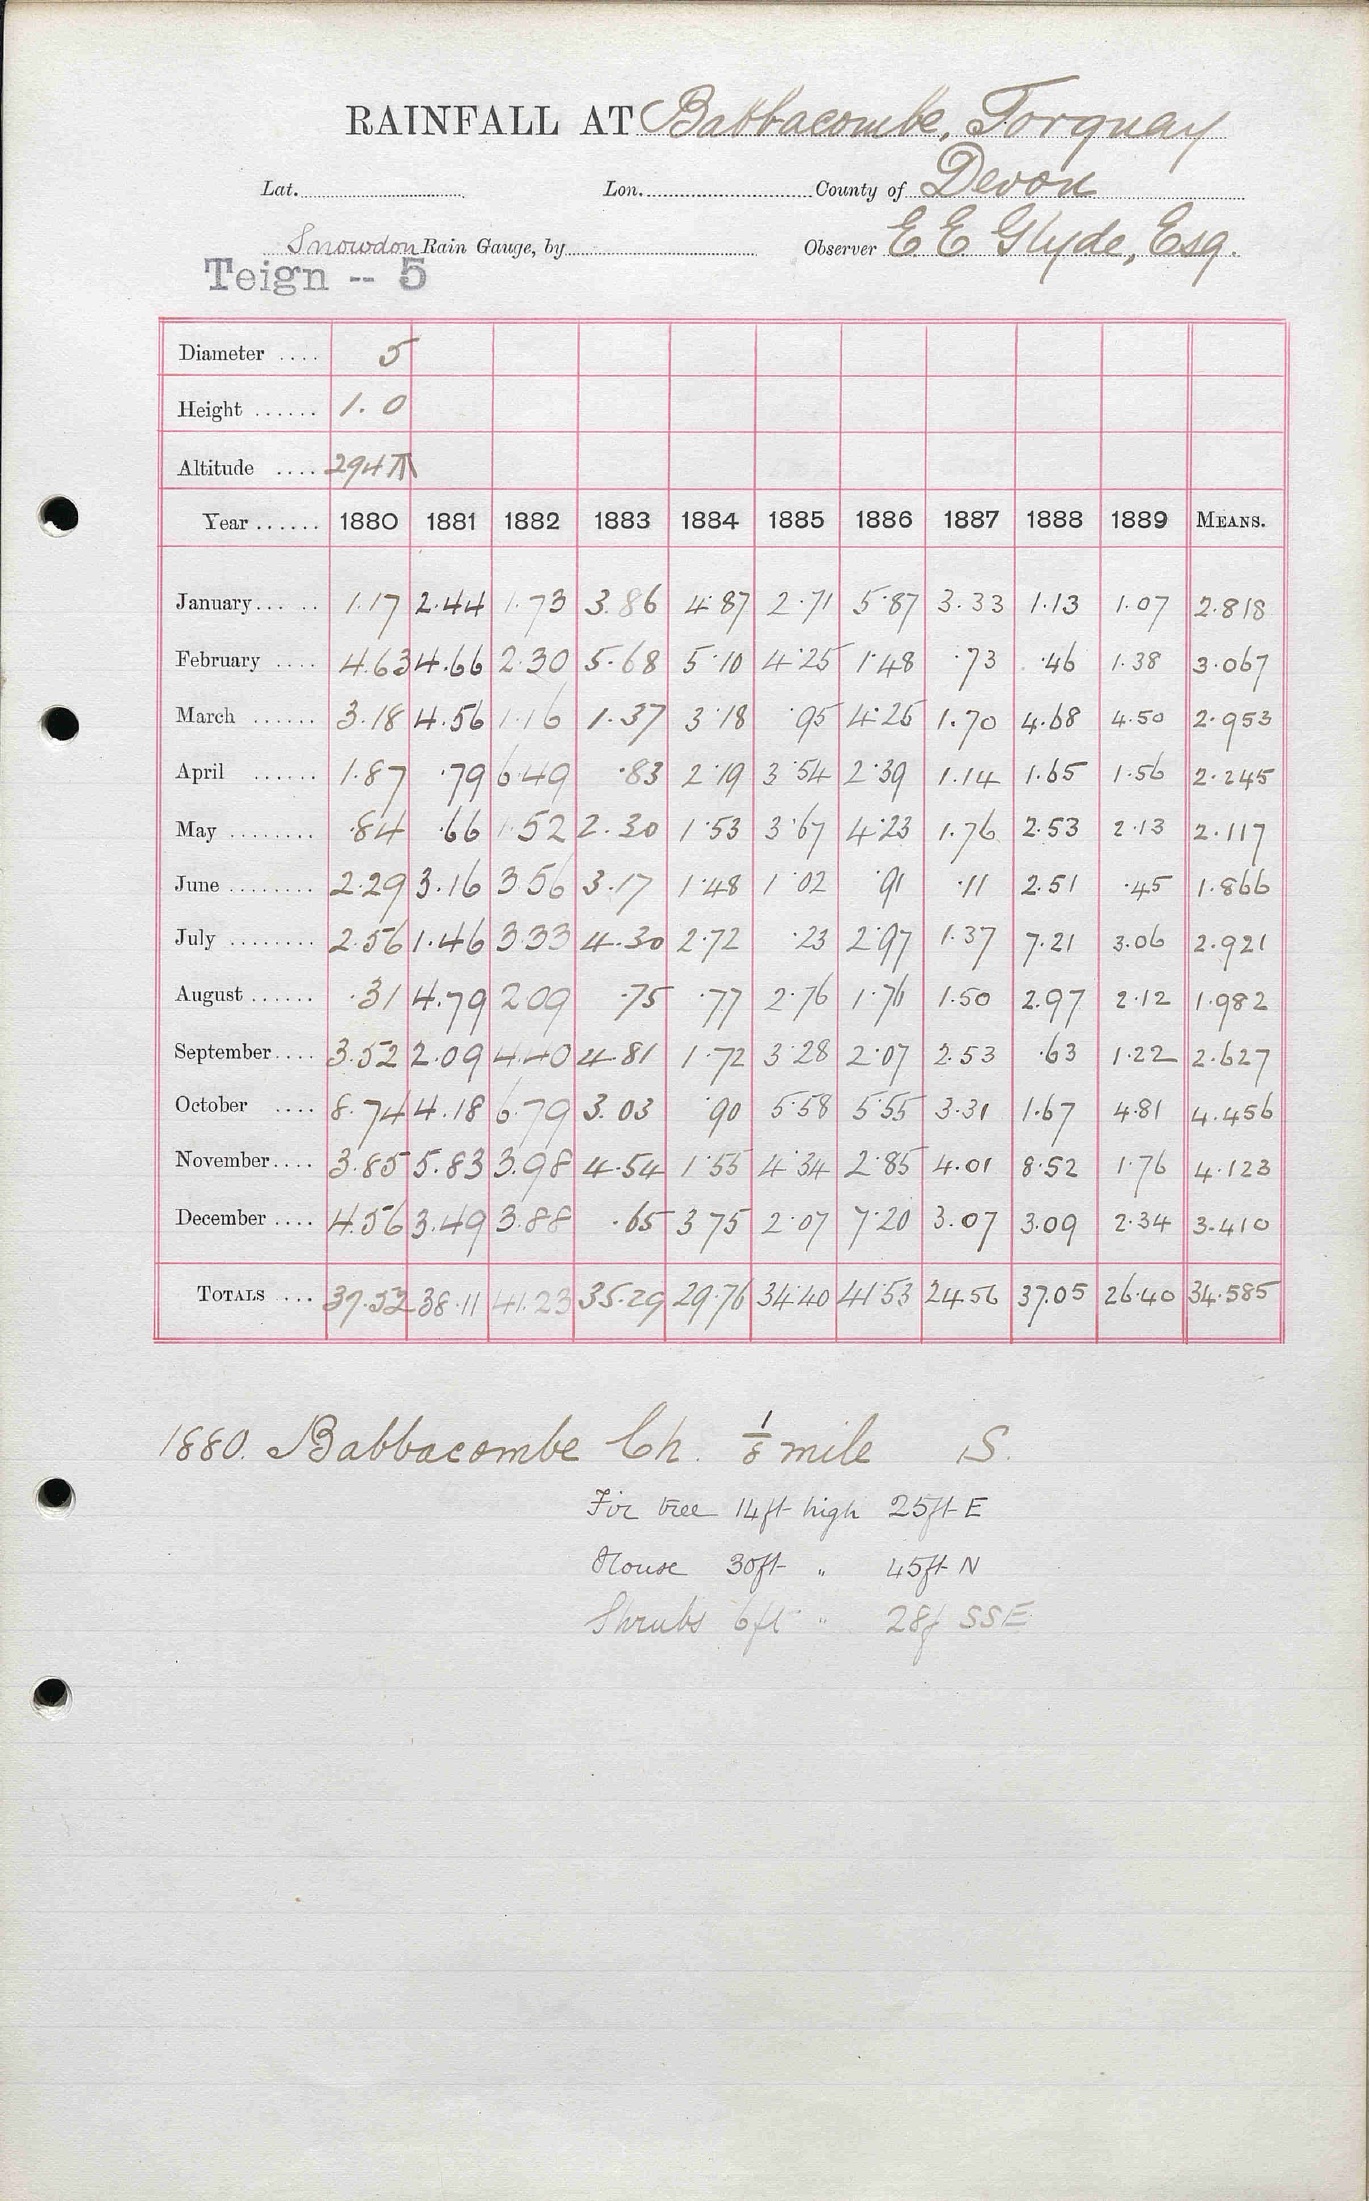 RAINFALL AT Babbacombe, Torquay
Lat. Lon. County of Devon
Snowdon Rain Gauge, by Observer E E Glyde, Esq.
Teign -- 5
Diameter .... 5
Height ...... 1.0
Altitude .... 294
Year ...... 1880 1881 1882 1883 1884 1885 1886 1887 1888 1889 MEANS.
January... .. 1.17 2.44 1.73 3.86 4.87 2.71 5.87 3.33 1.13 1.07 2.818
February .... 4.63 4.66 2.30 5.68 5.10 4.25 1.48 .73 .46 1.38 3.067
March ...... 3.18 4.56 1.16 1.37 3.18 .95 4.25 1.70 4.68 4.50 2.953
April ...... 1.87 .79 6.49 .83 2.19 3.54 2.39 1.14 1.65 1.56 2.245
May ........ .84 .66 1.52 2.30 1.53 3.67 4.23 1.76 2.53 2.13 2.117
June ........ 2.29 3.16 3.56 3.17 1.48 1.02 .91 .11 2.51 .45 1.866
July ........ 2.56 1.46 3.33 4.30 2.72 .23 2.97 1.37 7.21 3.06 2.921
August ...... .31 4.79 2.09 .75 .77 2.76 1.76 1.50 2.97 2.12 1.982
September.... 3.52 2.09 4.40 4.81 1.72 3.28 2.07 2.53 .63 1.22 2.627
October .... 8.74 4.18 6.79 3.03 .90 5.58 5.55 3.31 1.67 4.81 4.456
November.... 3.85 5.83 3.98 4.54 1.55 4.34 2.85 4.01 8.52 1.76 4.123
December .... 4.56 3.49 3.88 .65 3.75 2.07 7.20 3.07 3.09 2.34 3.410
TOTALS ... 37.52 38.11 41.23 35.29 29.76 34.40 41.53 24.56 37.05 26.40 34.585
1880. Babbacombe Ch. 1/8 mile S.
Fir tree 14ft high 25ft E
House 30ft " 45ft N
Shrubs 6ft " 28f SSE